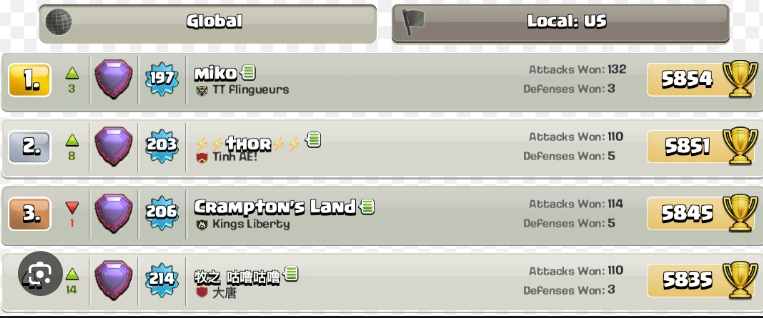 Global
Local: US
1.
3
197
Miko
TT flingueurs
Attacks Won: 132
Defenses Won: 3
5854
2.
8
203
⚡⚡tHOR⚡⚡
Tinh AE!
Attacks Won: 110
Defenses Won: 5
5851
3.
1
206
Crampton's Land
Kings Liberty
Attacks Won: 114
Defenses Won: 5
5845
14
214
牧之 咕噜咕噜
大唐
Attacks Won: 110
Defenses Won: 3
5835